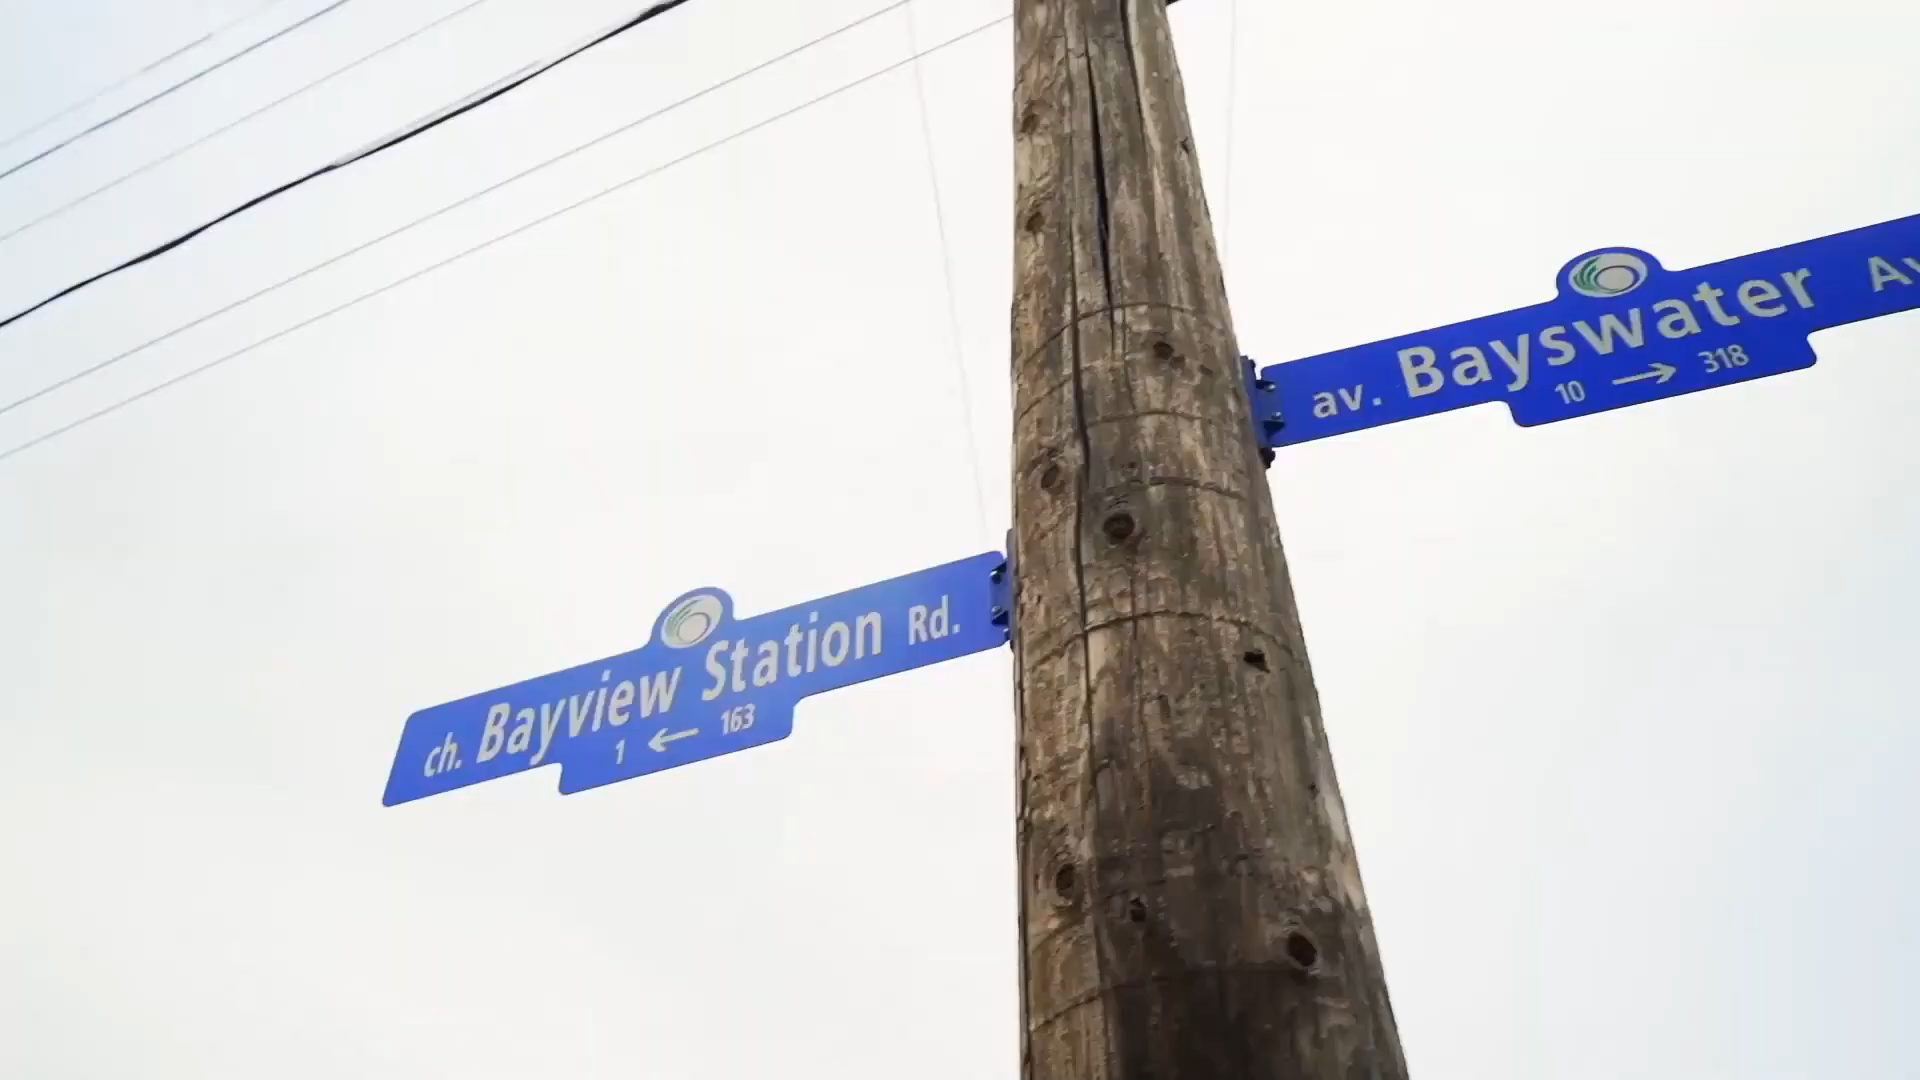 ch. Bayview Station Rd.
1 ← 163
av. Bayswater Av
10 → 318